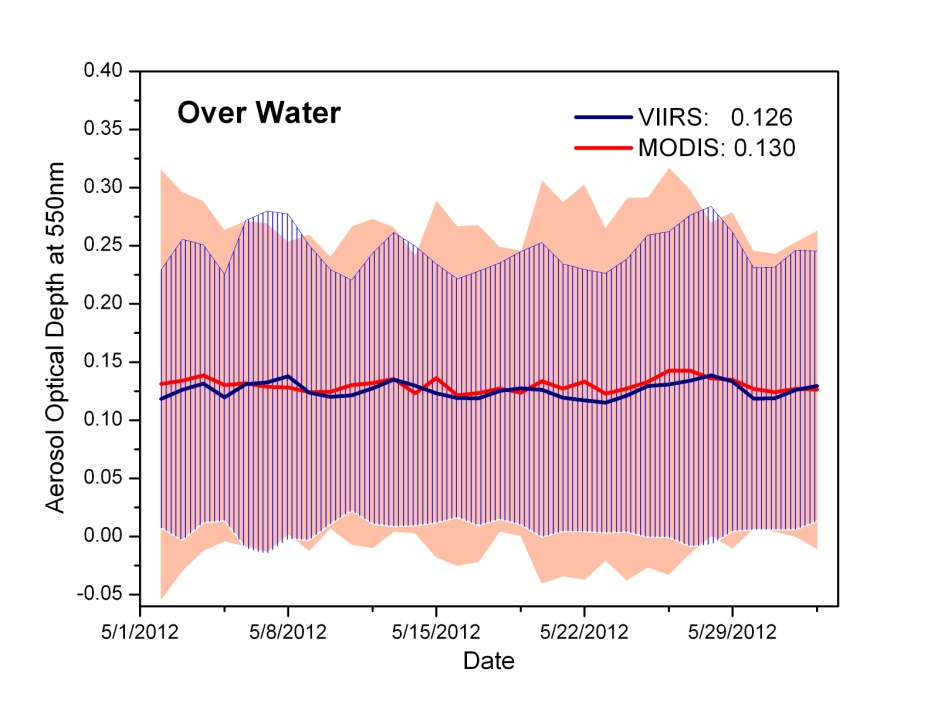 Over Water
VIIRS: 0.126
MODIS: 0.130
Aerosol Optical Depth at 550nm
0.40
0.35
0.30
0.25
0.20
0.15
0.10
0.05
0.00
-0.05
5/1/2012 5/8/2012 5/15/2012 5/22/2012 5/29/2012
Date